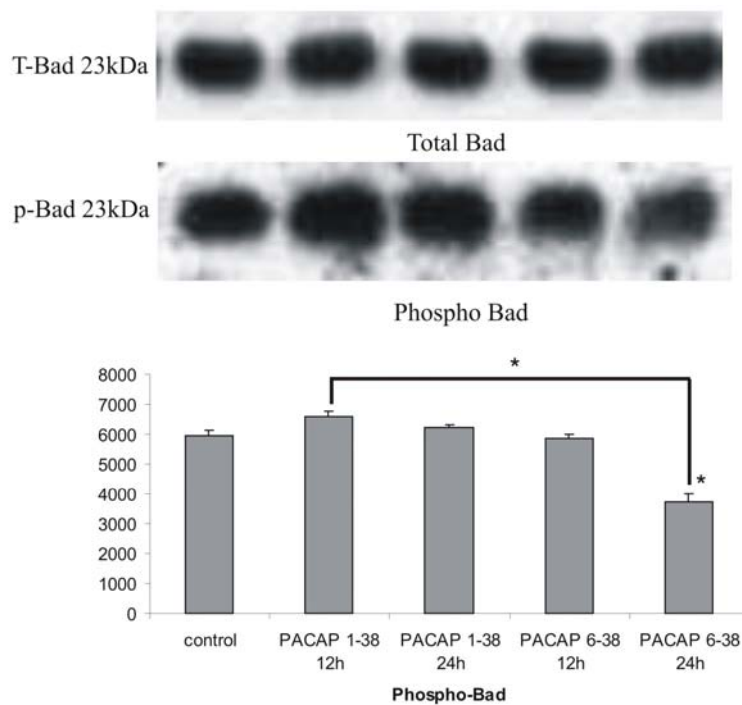 T-Bad 23kDa
Total Bad
p-Bad 23kDa
Phospho Bad
*
8000
7000
6000
5000
4000
3000
2000
1000
0
*
control
PACAP 1-38
12h
PACAP 1-38
24h
PACAP 6-38
12h
PACAP 6-38
24h
Phospho-Bad